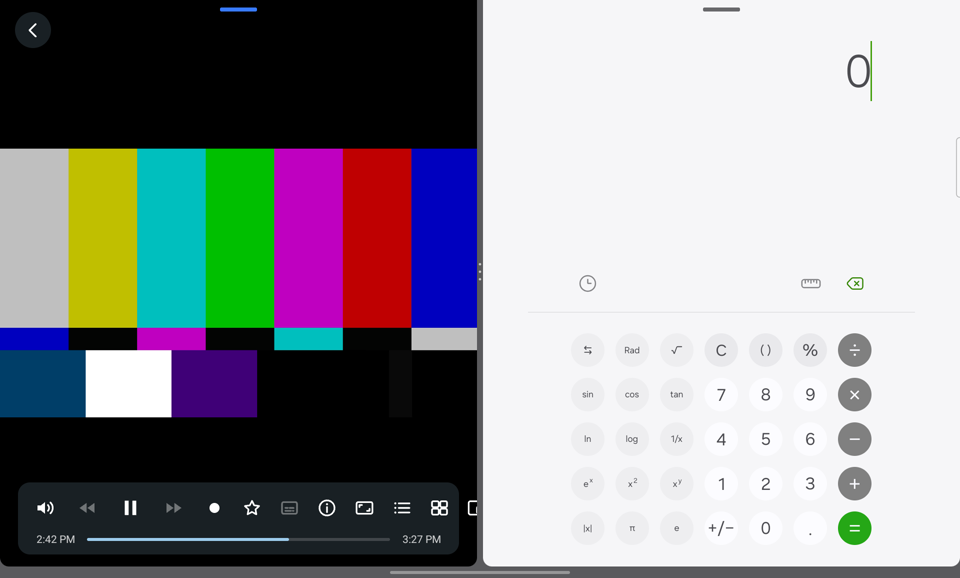 2:42 PM 3:27 PM
0
⇆ Rad √ C ( ) % ÷
sin cos tan 7 8 9 ×
ln log 1/x 4 5 6 −
eˣ x² xʸ 1 2 3 +
|x| π e +/− 0 . =